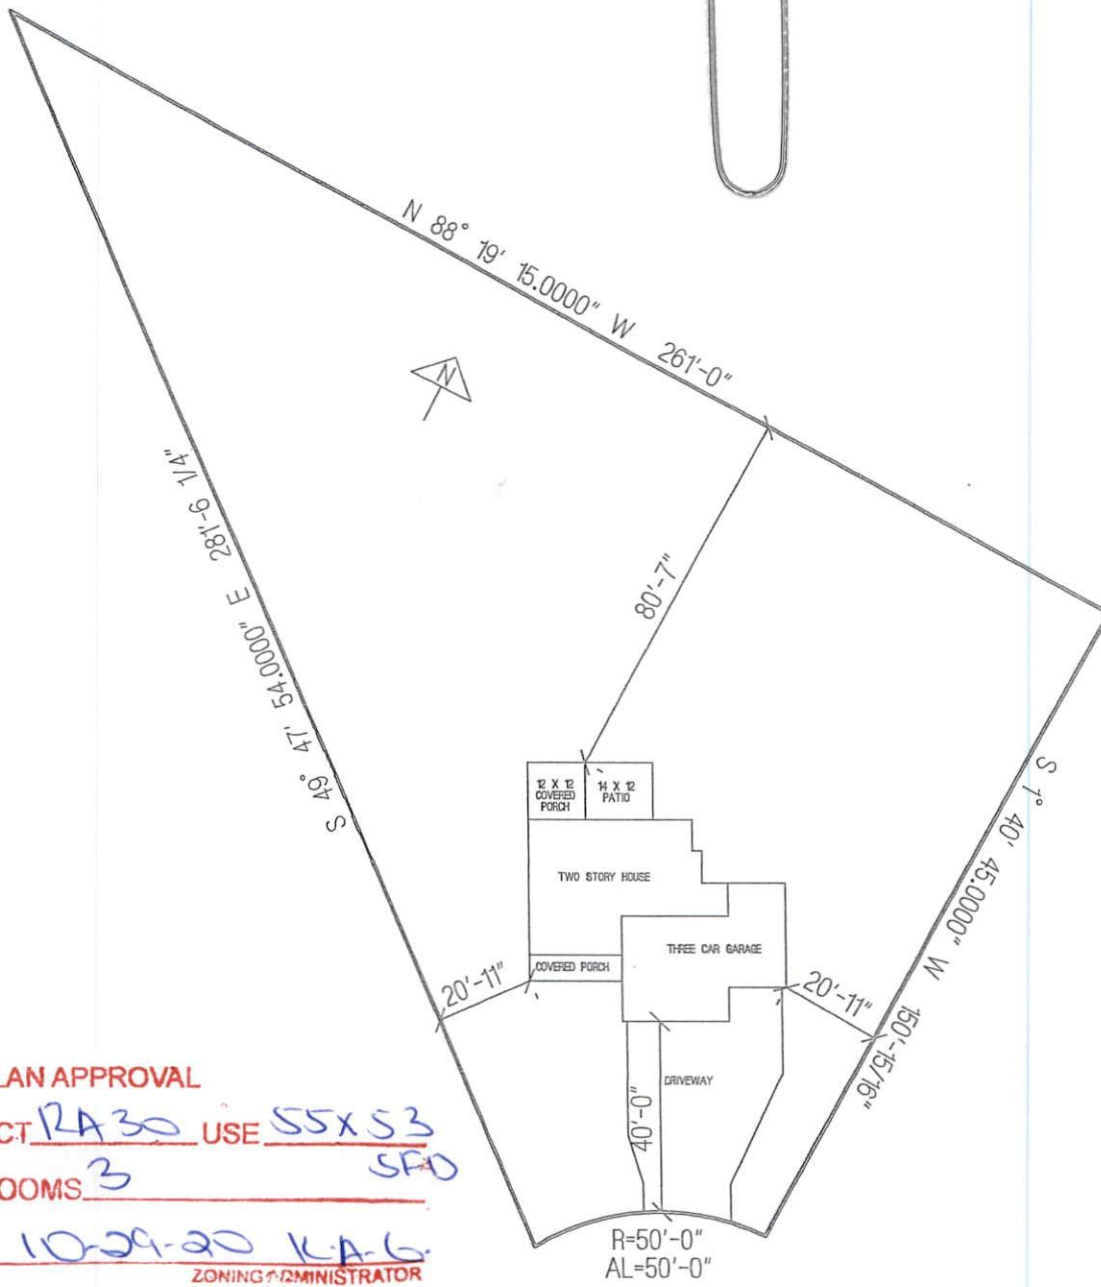 N 88° 19' 15.0000" W 261'-0"
N
S 49° 47' 54.0000" E 281'-6 1/4"
80'-7"
12 X 12
COVERED
PORCH
14 X 12
PATIO
TWO STORY HOUSE
S 1° 40' 45.0000" W 150'-15/16"
THREE CAR GARAGE
COVERED PORCH
20'-11"
20'-11"
DRIVEWAY
40'-0"
LAN APPROVAL
CT RA30 USE 55X53
SFD
OOMS 3
10-29-20 K.A.G.
ZONING ADMINISTRATOR
R=50'-0"
AL=50'-0"